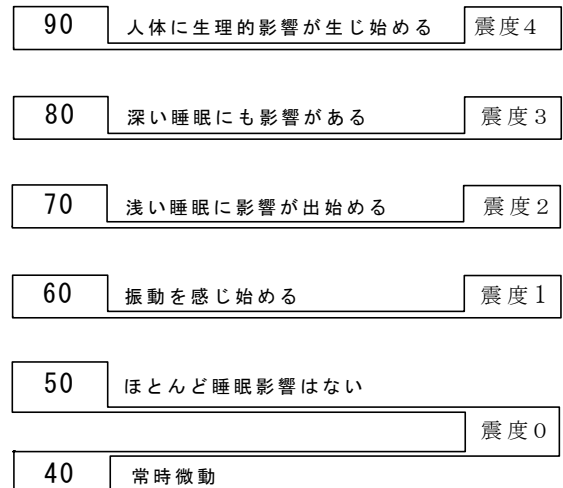 90 人体に生理的影響が生じ始める 震度4
80 深い睡眠にも影響がある 震度3
70 浅い睡眠に影響が出始める 震度2
60 振動を感じ始める 震度1
50 ほとんど睡眠影響はない
震度0
40 常時微動